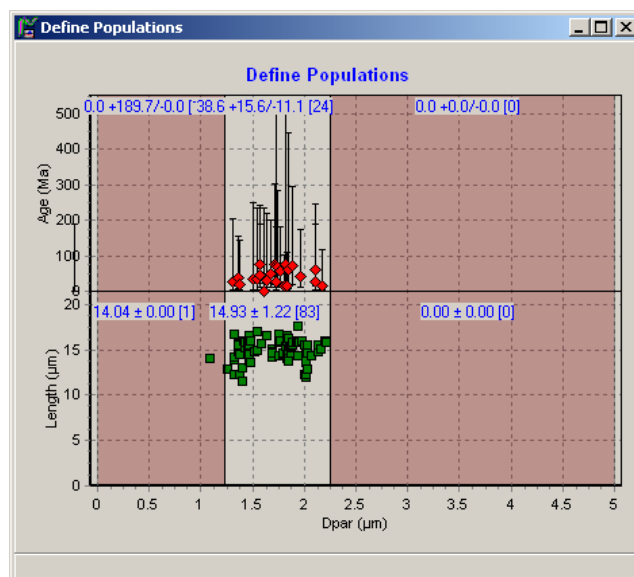 Define Populations
Define Populations
0.0 +189.7/-0.0 [ 38.6 +15.6/-11.1 [24] 0.0 +0.0/-0.0 [0]
500
400
300
200
100
0
Age (Ma)
14.04 ± 0.00 [1] 14.93 ± 1.22 [83] 0.00 ± 0.00 [0]
20
15
10
5
0
Length (µm)
0 0.5 1 1.5 2 2.5 3 3.5 4 4.5 5
Dpar (µm)